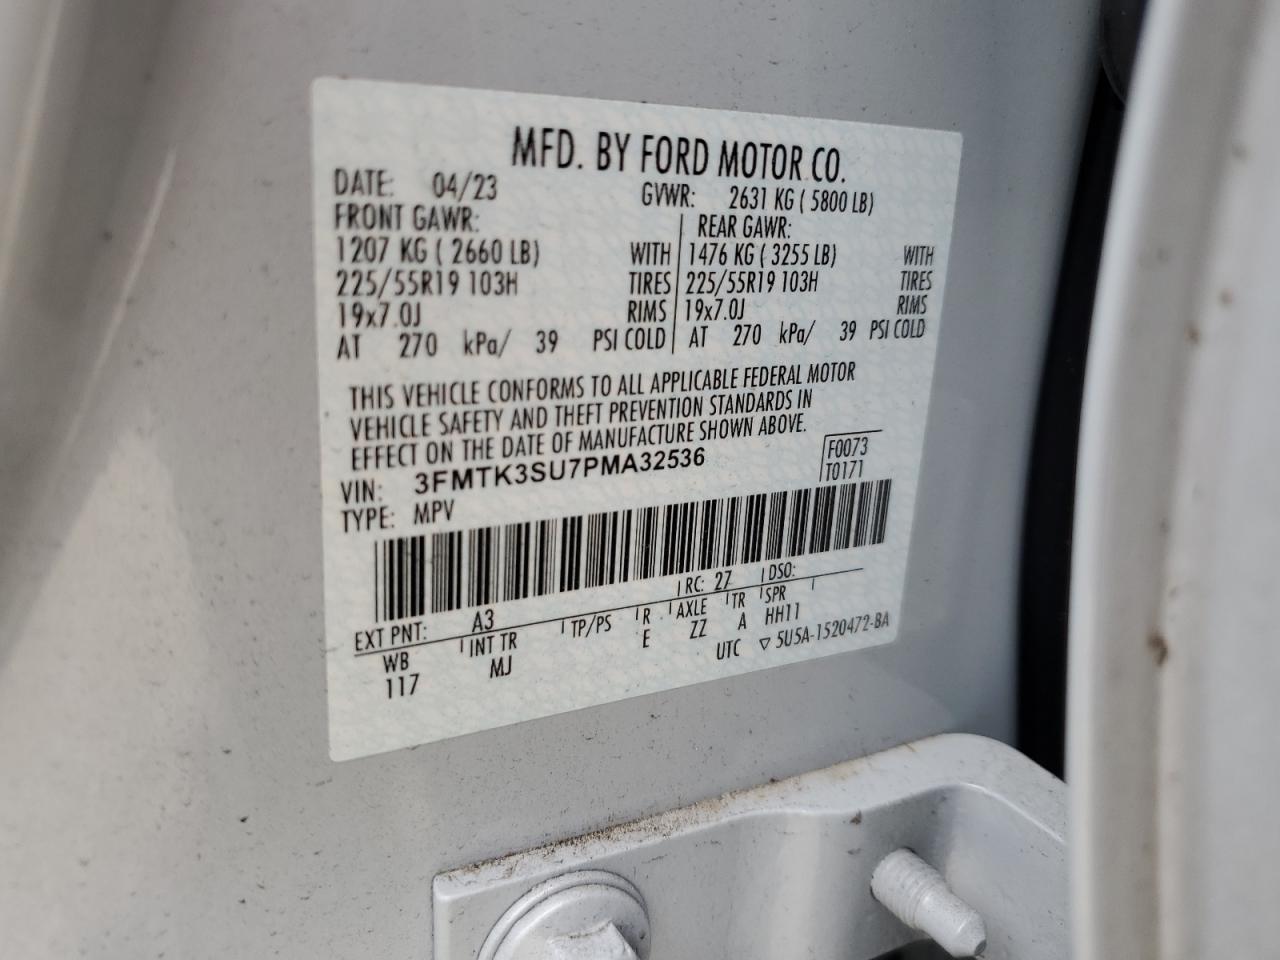 MFD. BY FORD MOTOR CO.
DATE: 04/23 GVWR: 2631 KG ( 5800 LB)
FRONT GAWR: REAR GAWR:
1207 KG ( 2660 LB) WITH 1476 KG ( 3255 LB) WITH
225/55R19 103H TIRES 225/55R19 103H TIRES
19x7.0J RIMS 19x7.0J RIMS
AT 270 kPa/ 39 PSI COLD AT 270 kPa/ 39 PSI COLD
THIS VEHICLE CONFORMS TO ALL APPLICABLE FEDERAL MOTOR
VEHICLE SAFETY AND THEFT PREVENTION STANDARDS IN
EFFECT ON THE DATE OF MANUFACTURE SHOWN ABOVE.
VIN: 3FMTK3SU7PMA32536 F0073
TYPE: MPV T0171
EXT PNT: A3 RC: 27 DSO:
WB INT TR TP/PS R AXLE TR SPR
117 MJ E ZZ A HH11
UTC ▽ 5U5A-1520472-BA